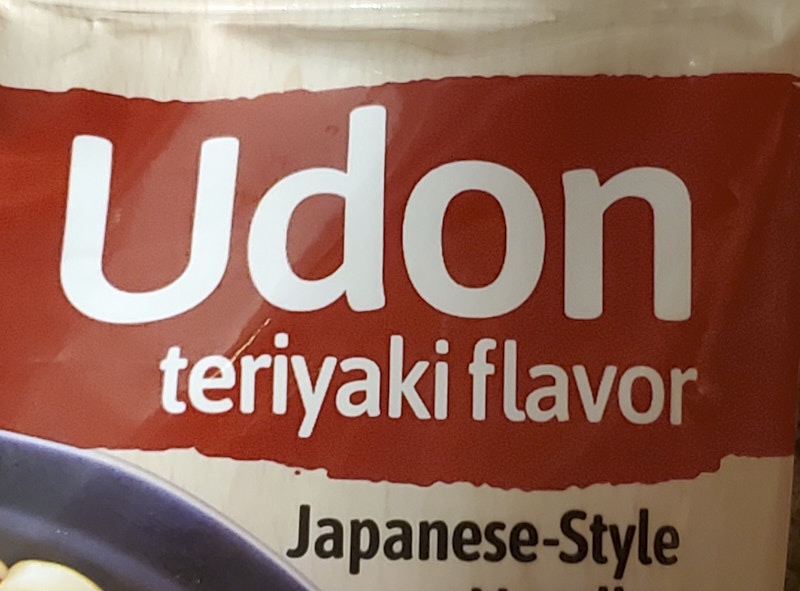 Udon
teriyaki flavor
Japanese-Style